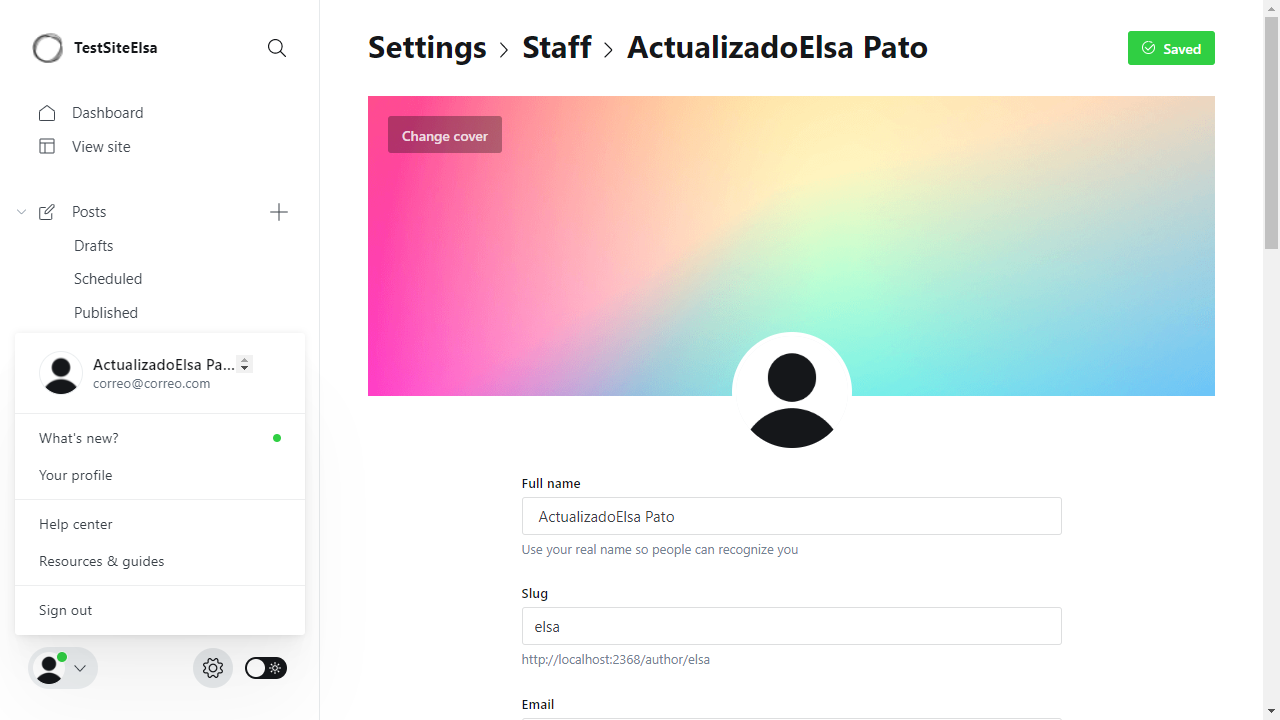 TestSiteElsa
Dashboard
View site
Posts
Drafts
Scheduled
Published
ActualizadoElsa Pa...
correo@correo.com
What's new?
Your profile
Help center
Resources & guides
Sign out
Settings > Staff > ActualizadoElsa Pato
Saved
Change cover
Full name
ActualizadoElsa Pato
Use your real name so people can recognize you
Slug
elsa
http://localhost:2368/author/elsa
Email